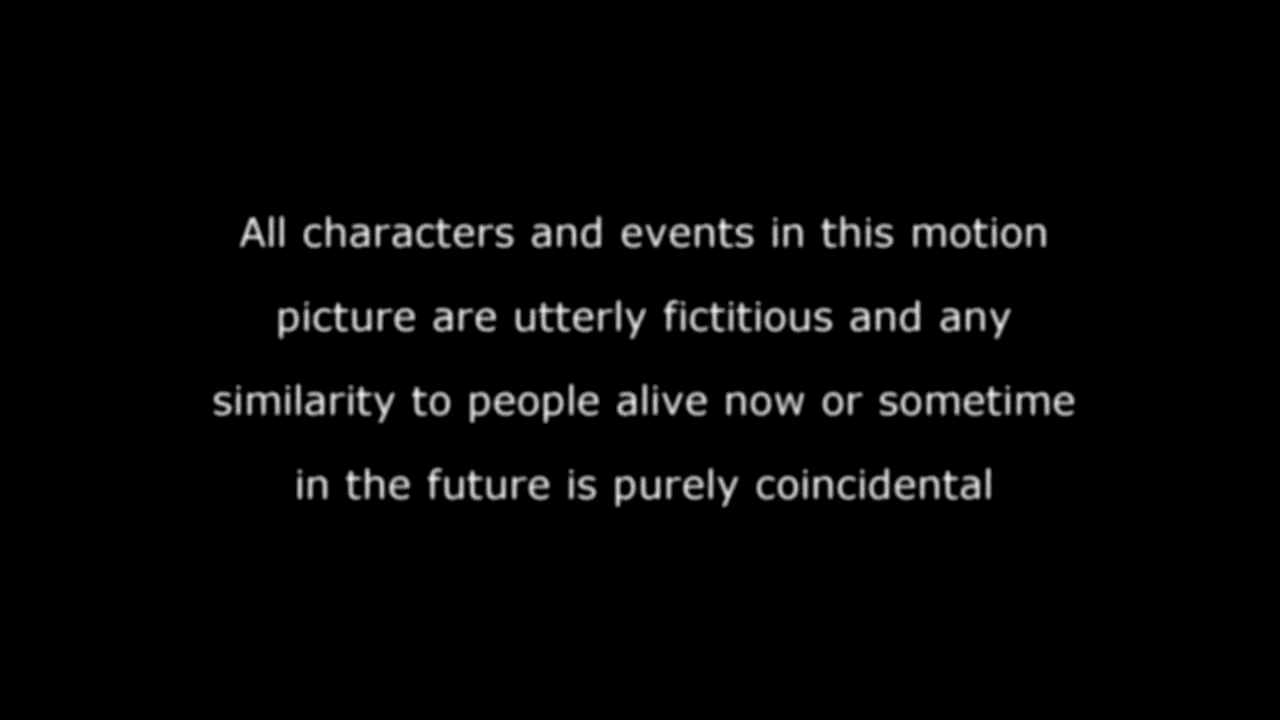 All characters and events in this motion
picture are utterly fictitious and any
similarity to people alive now or sometime
in the future is purely coincidental